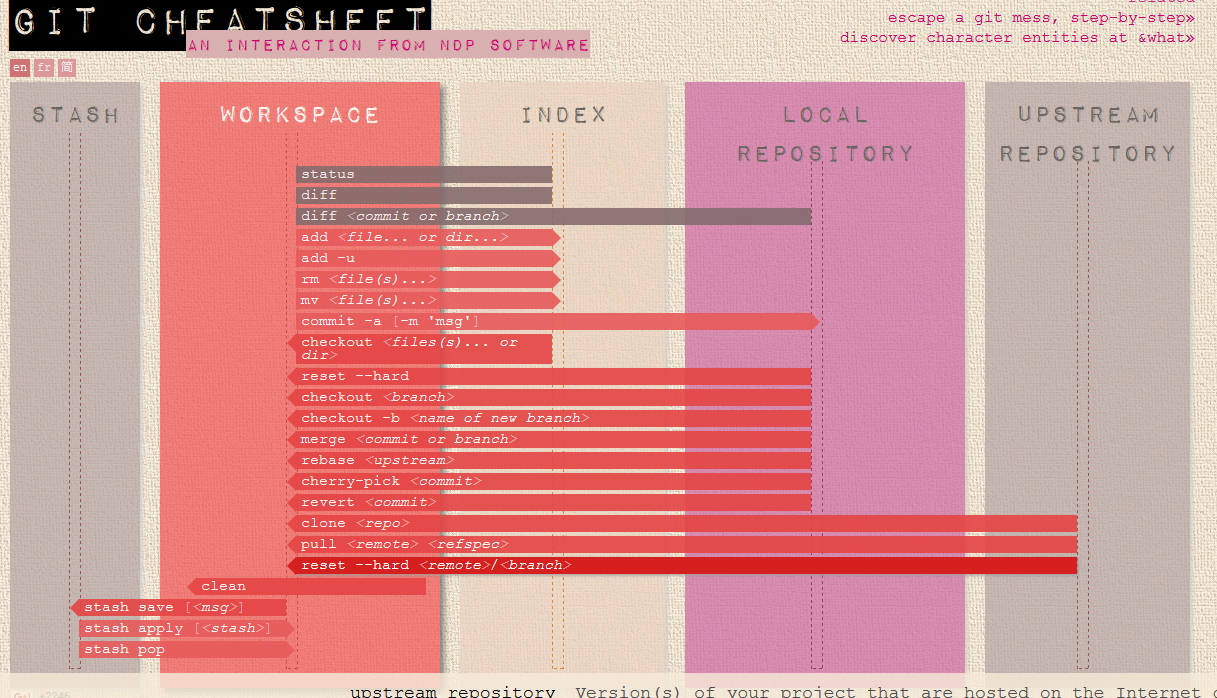 GIT CHEATSHEET
AN INTERACTION FROM NDP SOFTWARE
escape a git mess, step-by-step»
discover character entities at &what»
en fr 简
STASH
WORKSPACE
INDEX
LOCAL
REPOSITORY
UPSTREAM
REPOSITORY
status
diff
diff <commit or branch>
add <file... or dir...>
add -u
rm <file(s)...>
mv <file(s)...>
commit -a [-m 'msg']
checkout <files(s)... or
dir>
reset --hard
checkout <branch>
checkout -b <name of new branch>
merge <commit or branch>
rebase <upstream>
cherry-pick <commit>
revert <commit>
clone <repo>
pull <remote> <refspec>
reset --hard <remote>/<branch>
clean
stash save [<msg>]
stash apply [<stash>]
stash pop
upstream repository Version(s) of your project that are hosted on the Internet